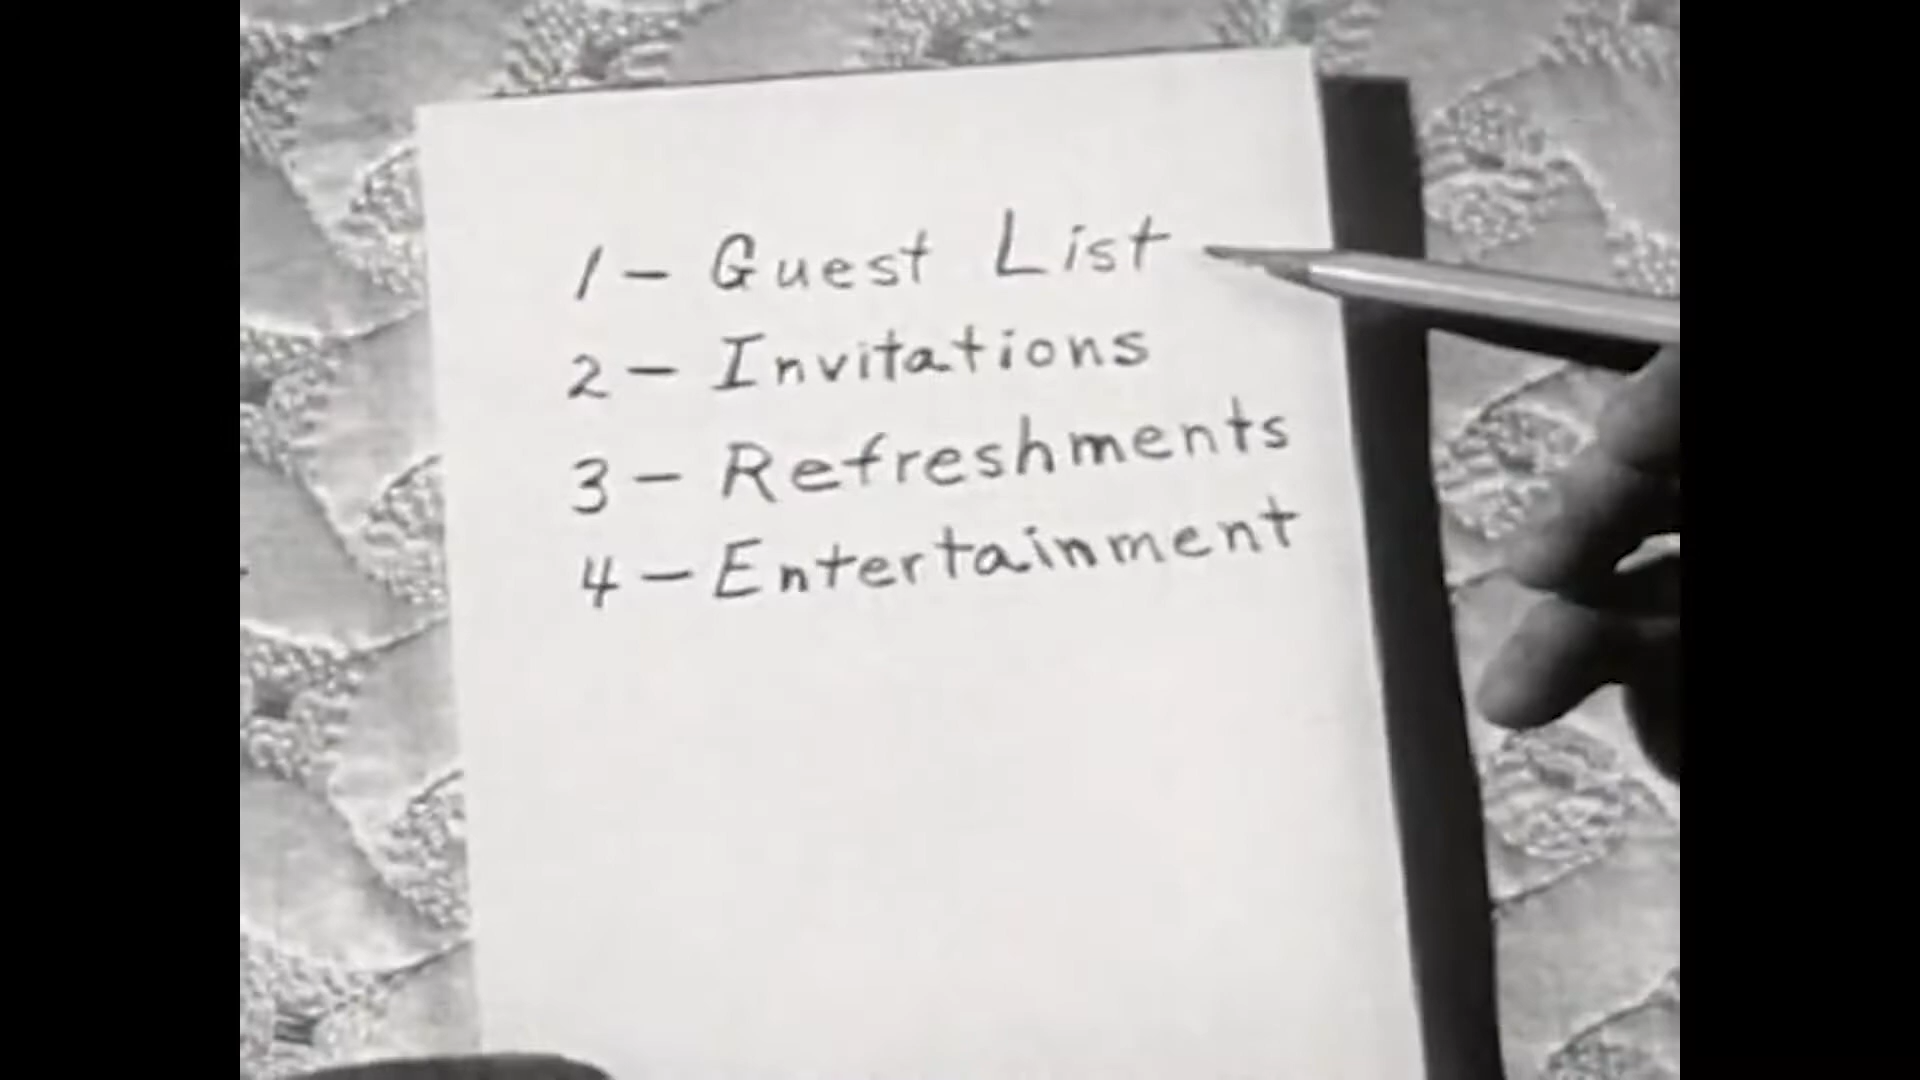 1 - Guest List
2 - Invitations
3 - Refreshments
4 - Entertainment